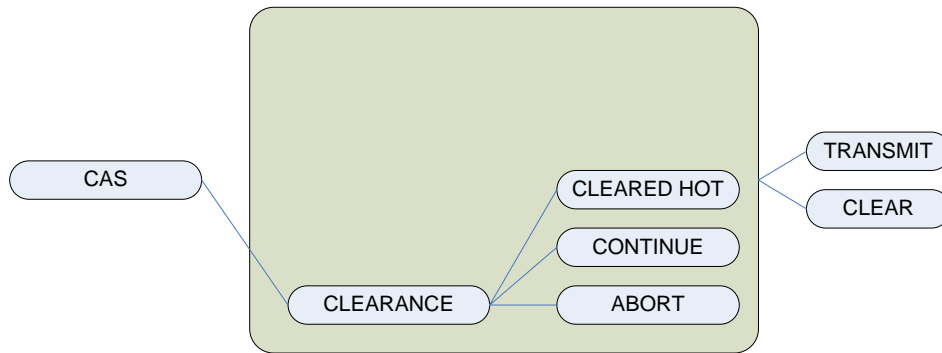 CAS
CLEARANCE
CLEARED HOT
CONTINUE
ABORT
TRANSMIT
CLEAR